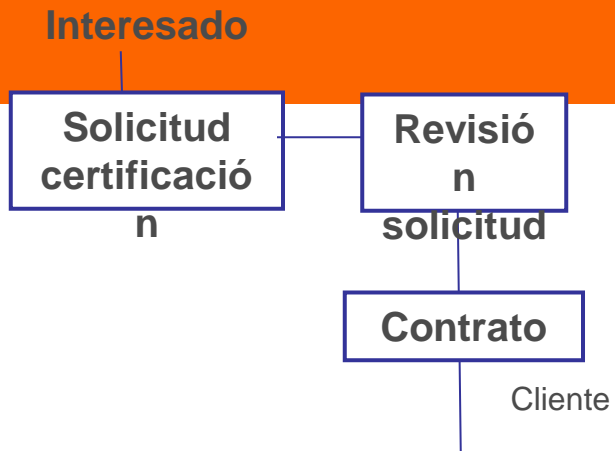 Interesado
Solicitud
certificació
n
Revisió
n
solicitud
Contrato
Cliente